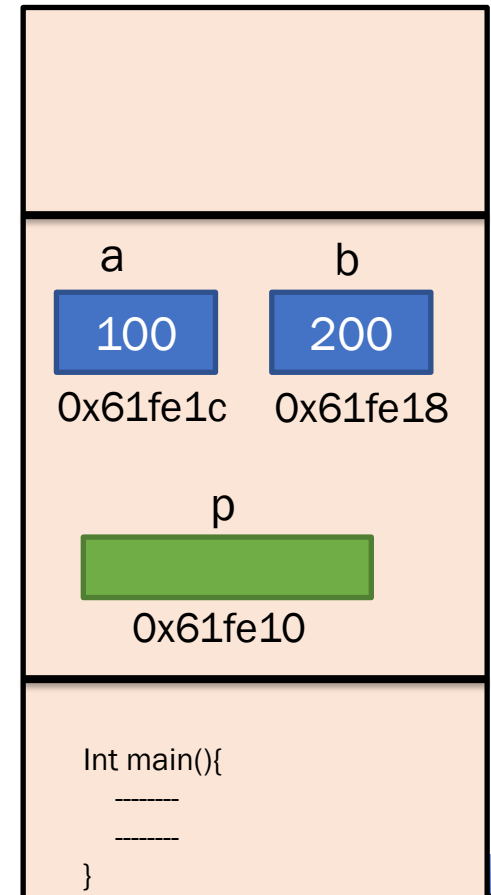 a b
100 200
0x61fe1c 0x61fe18
p
0x61fe10
Int main(){
--------
--------
}